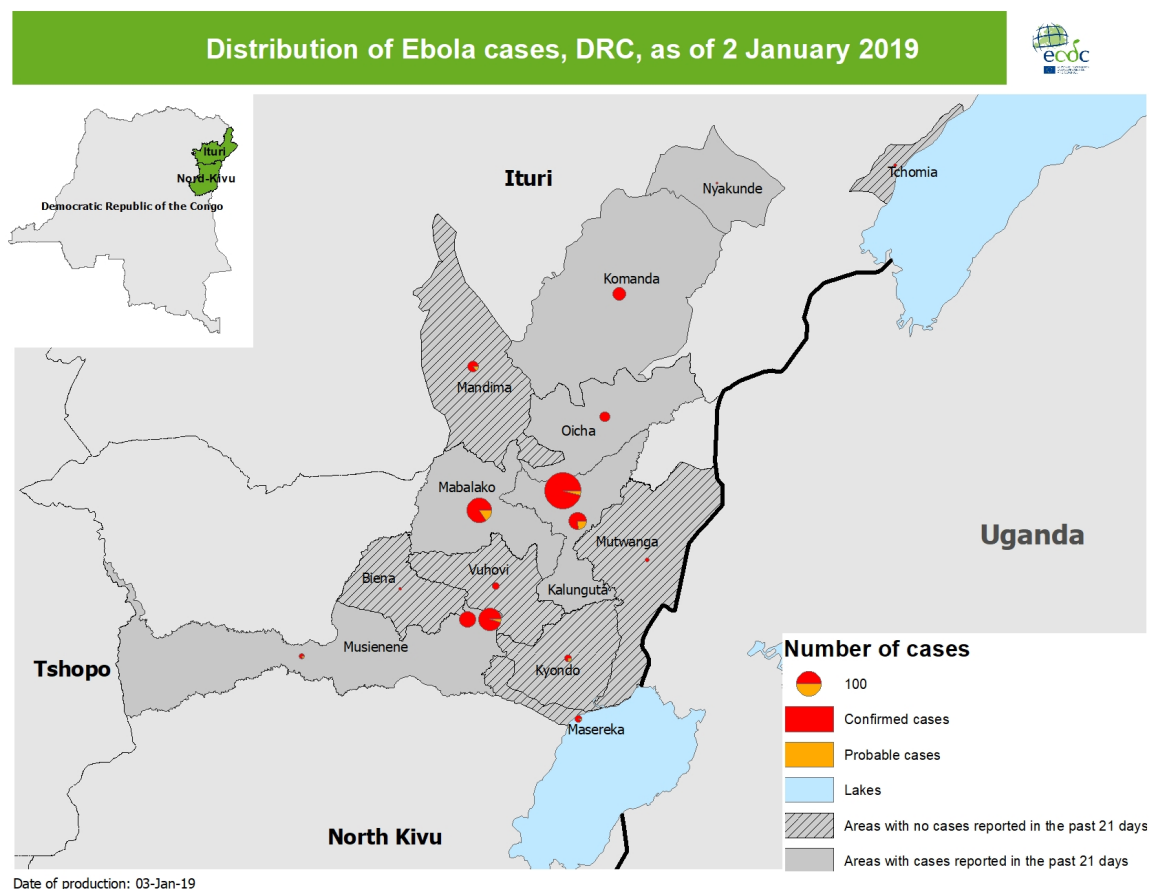 Distribution of Ebola cases, DRC, as of 2 January 2019
ecdc
Ituri
Nord-Kivu
Democratic Republic of the Congo
Ituri
Nyakunde
Tchomia
Komanda
Mandima
Oicha
Mabalako
Mutwanga
Uganda
Biena
Vuhovi
Kalunguta
Musienene
Tshopo
Kyondo
Masereka
North Kivu
Number of cases
100
Confirmed cases
Probable cases
Lakes
Areas with no cases reported in the past 21 days
Areas with cases reported in the past 21 days
Date of production: 03-Jan-19